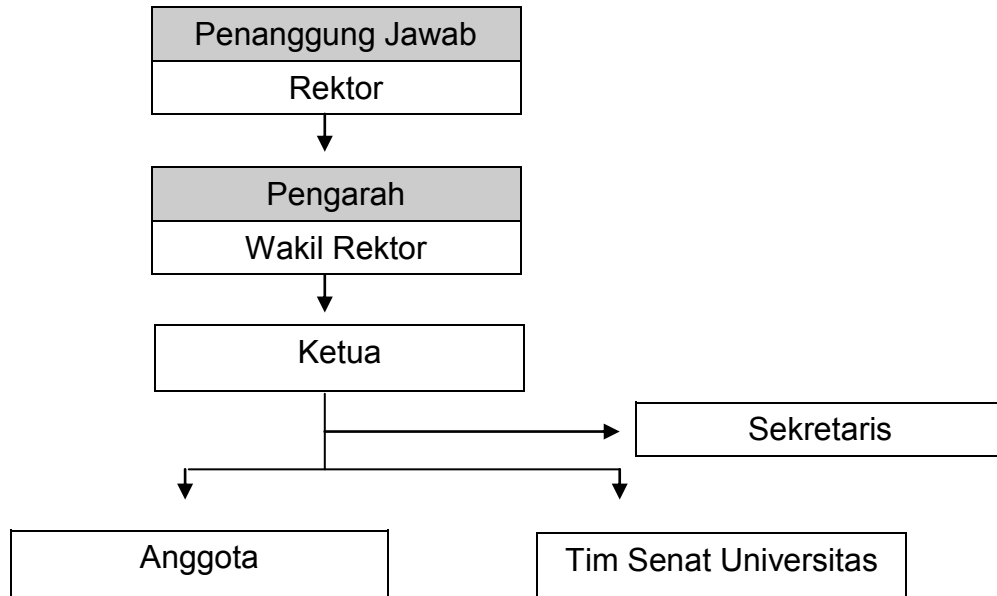 Penanggung Jawab
Rektor
Pengarah
Wakil Rektor
Ketua
Sekretaris
Anggota
Tim Senat Universitas